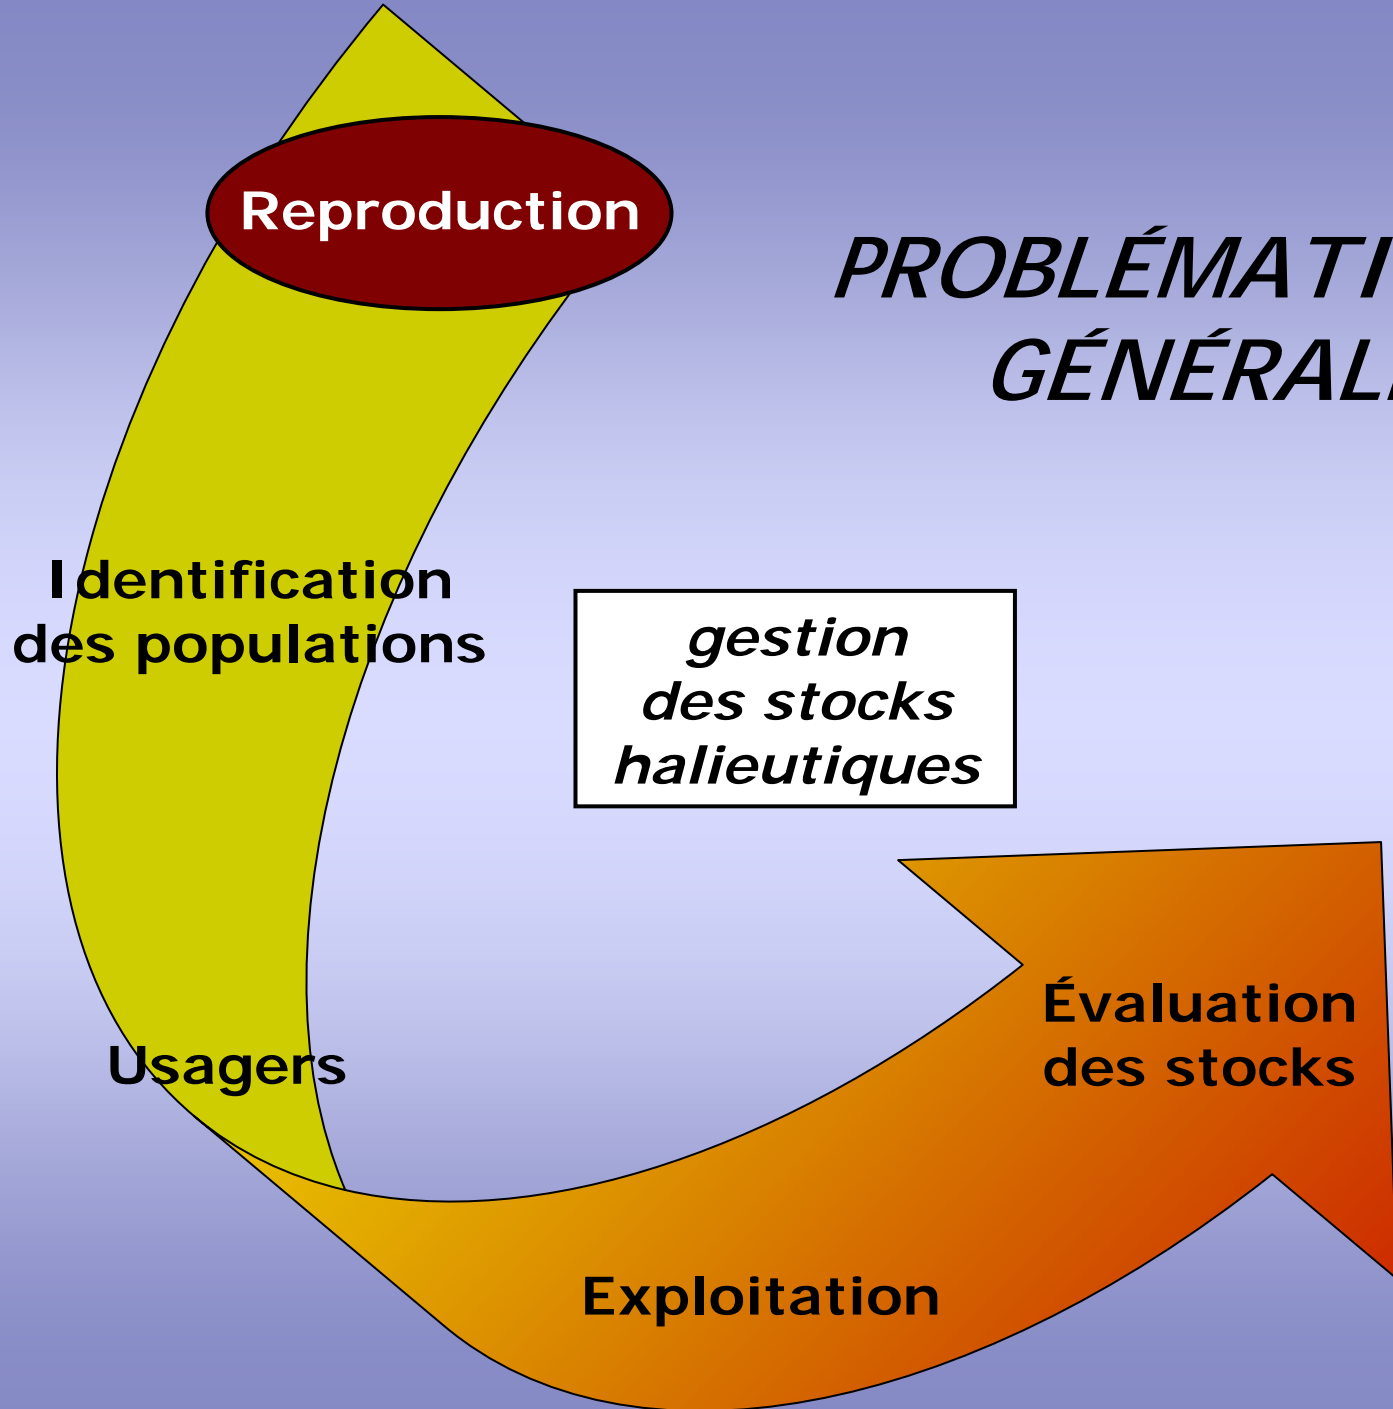 Reproduction
PROBLÉMATI
GÉNÉRAL
Identification
des populations
gestion
des stocks
halieutiques
Évaluation
des stocks
Usagers
Exploitation